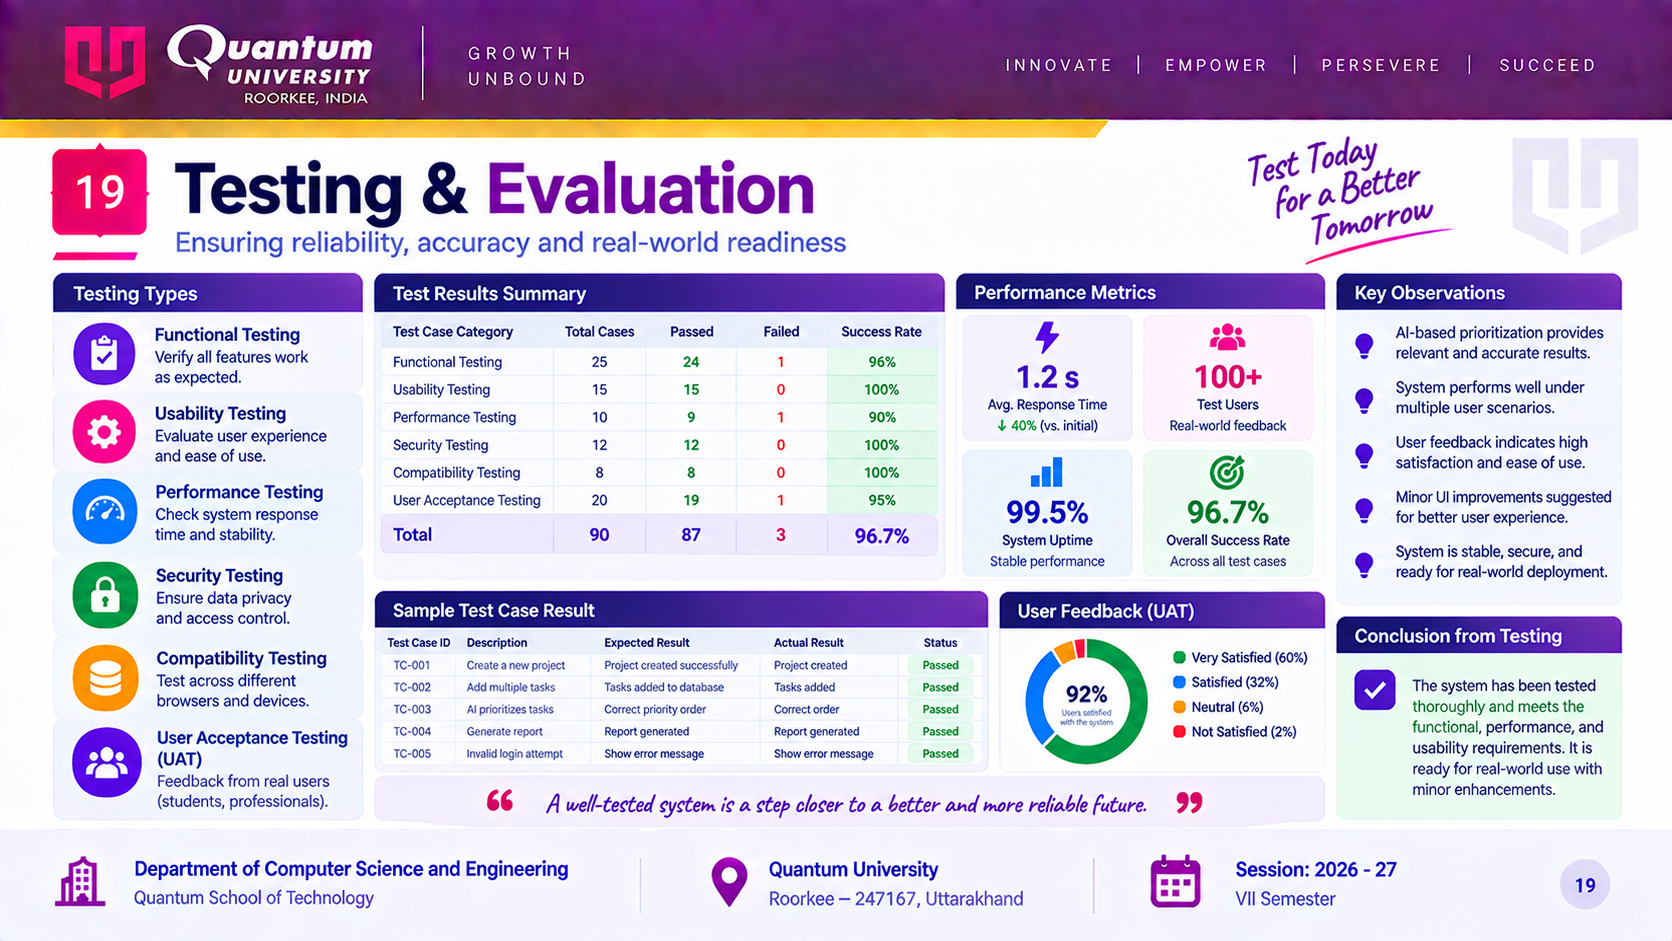 Quantum
UNIVERSITY
ROORKEE, INDIA
GROWTH
UNBOUND
INNOVATE | EMPOWER | PERSEVERE | SUCCEED
19
Testing & Evaluation
Ensuring reliability, accuracy and real-world readiness
Test Today
for a Better
Tomorrow
Testing Types
Functional Testing
Verify all features work
as expected.
Usability Testing
Evaluate user experience
and ease of use.
Performance Testing
Check system response
time and stability.
Security Testing
Ensure data privacy
and access control.
Compatibility Testing
Test across different
browsers and devices.
User Acceptance Testing
(UAT)
Feedback from real users
(students, professionals).
Test Results Summary
Test Case Category Total Cases Passed Failed Success Rate
Functional Testing 25 24 1 96%
Usability Testing 15 15 0 100%
Performance Testing 10 9 1 90%
Security Testing 12 12 0 100%
Compatibility Testing 8 8 0 100%
User Acceptance Testing 20 19 1 95%
Total 90 87 3 96.7%
Performance Metrics
1.2 s
Avg. Response Time
↓ 40% (vs. initial)
100+
Test Users
Real-world feedback
99.5%
System Uptime
Stable performance
96.7%
Overall Success Rate
Across all test cases
Key Observations
AI-based prioritization provides
relevant and accurate results.
System performs well under
multiple user scenarios.
User feedback indicates high
satisfaction and ease of use.
Minor UI improvements suggested
for better user experience.
System is stable, secure, and
ready for real-world deployment.
Sample Test Case Result
Test Case ID Description Expected Result Actual Result Status
TC-001 Create a new project Project created successfully Project created Passed
TC-002 Add multiple tasks Tasks added to database Tasks added Passed
TC-003 AI prioritizes tasks Correct priority order Correct order Passed
TC-004 Generate report Report generated Report generated Passed
TC-005 Invalid login attempt Show error message Show error message Passed
User Feedback (UAT)
92%
Users satisfied
with the system
Very Satisfied (60%)
Satisfied (32%)
Neutral (6%)
Not Satisfied (2%)
Conclusion from Testing
The system has been tested
thoroughly and meets the
functional, performance, and
usability requirements. It is
ready for real-world use with
minor enhancements.
“ A well-tested system is a step closer to a better and more reliable future. ”
Department of Computer Science and Engineering
Quantum School of Technology
Quantum University
Roorkee – 247167, Uttarakhand
Session: 2026 - 27
VII Semester
19